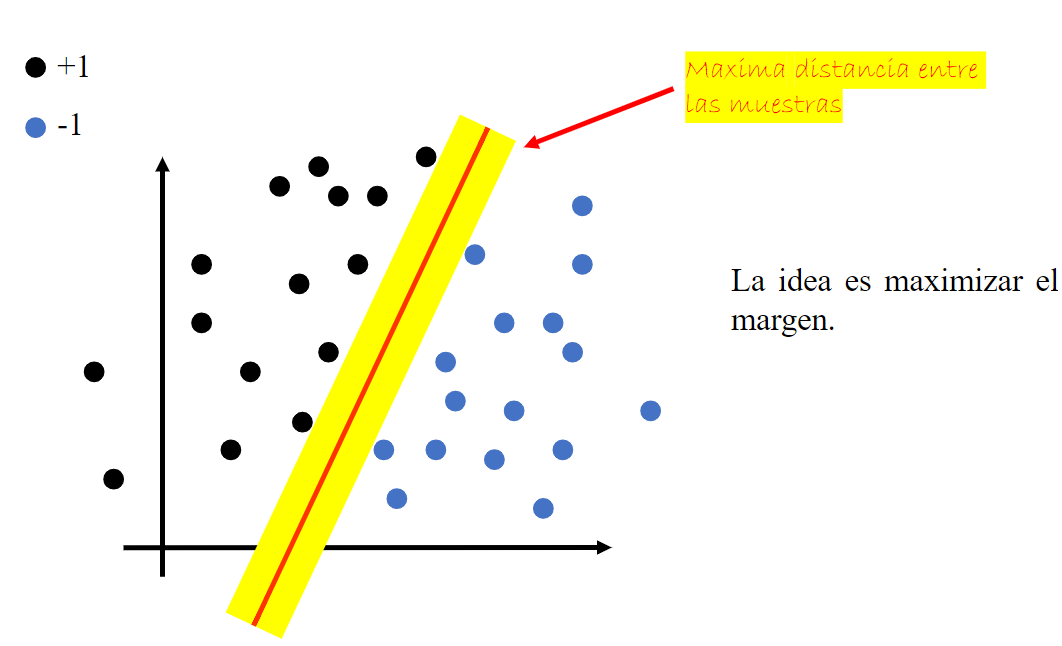 +1
-1
Maxima distancia entre
las muestras
La idea es maximizar el
margen.